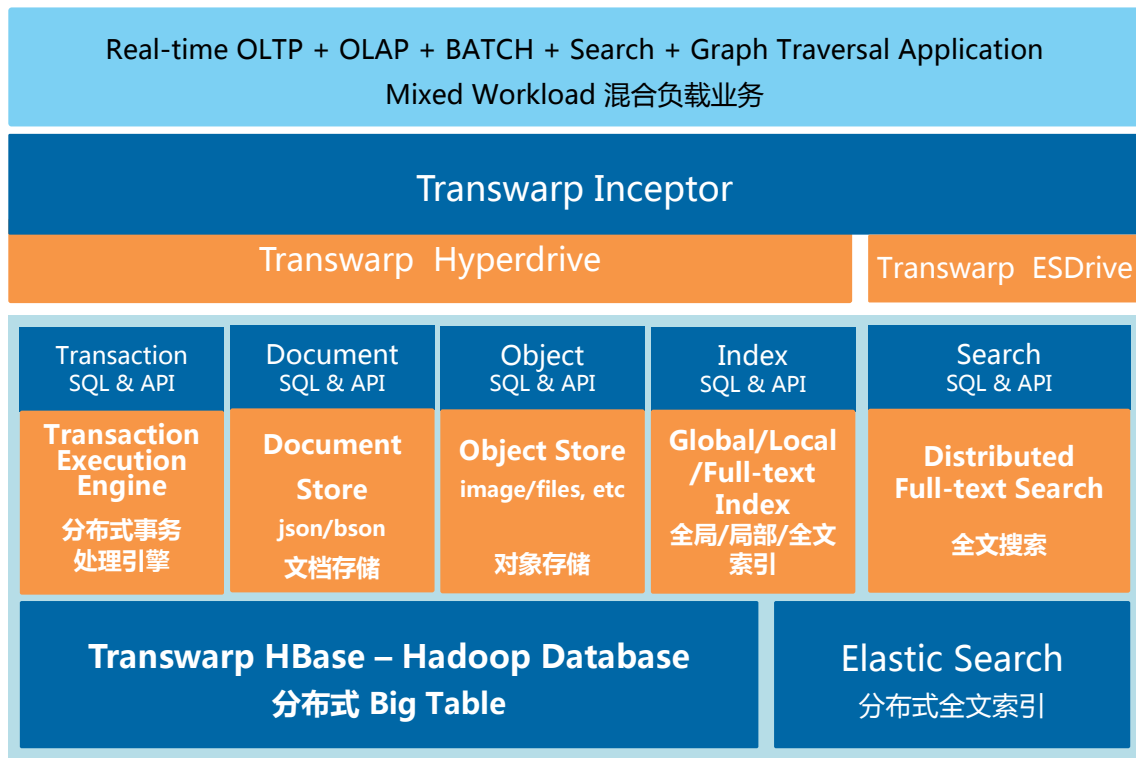 Real-time OLTP + OLAP + BATCH + Search + Graph Traversal Application
Mixed Workload 混合负载业务
Transwarp Inceptor
Transwarp Hyperdrive
Transwarp ESDrive
Transaction
SQL & API
Document
SQL & API
Object
SQL & API
Index
SQL & API
Search
SQL & API
Transaction
Execution
Engine
分布式事务
处理引擎
Document
Store
json/bson
文档存储
Object Store
image/files, etc
对象存储
Global/Local
/Full-text
Index
全局/局部/全文
索引
Distributed
Full-text Search
全文搜索
Transwarp HBase – Hadoop Database
分布式 Big Table
Elastic Search
分布式全文索引